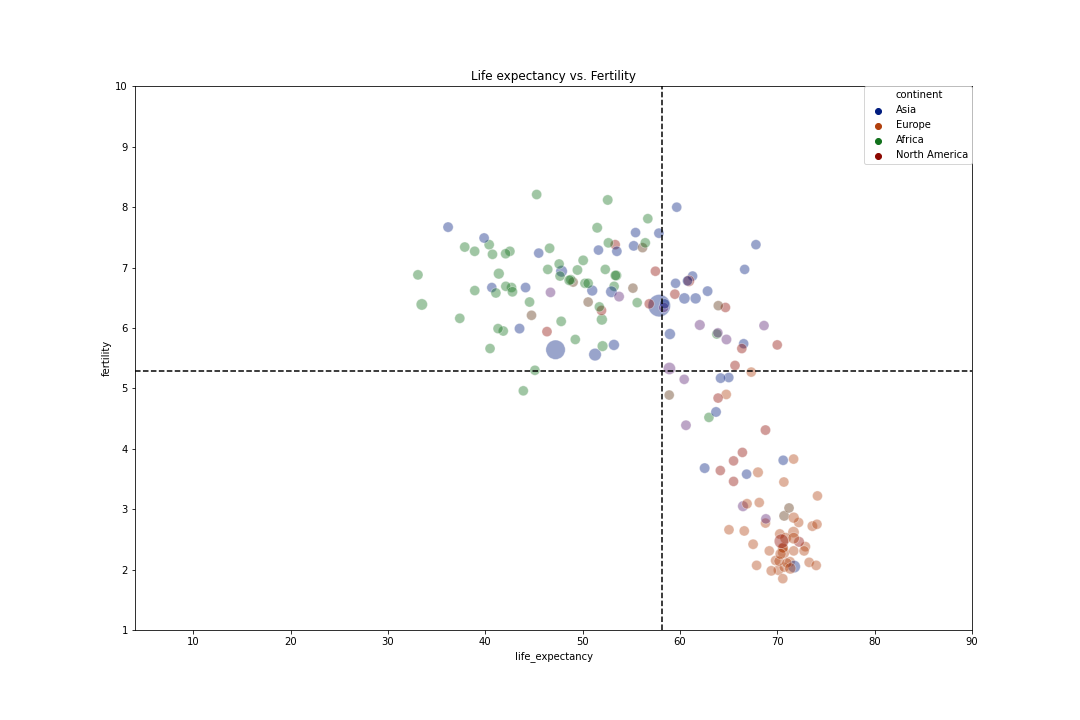 Life expectancy vs. Fertility
continent
Asia
Europe
Africa
North America
fertility
10
9
8
7
6
5
4
3
2
1
10 20 30 40 50 60 70 80 90
life_expectancy